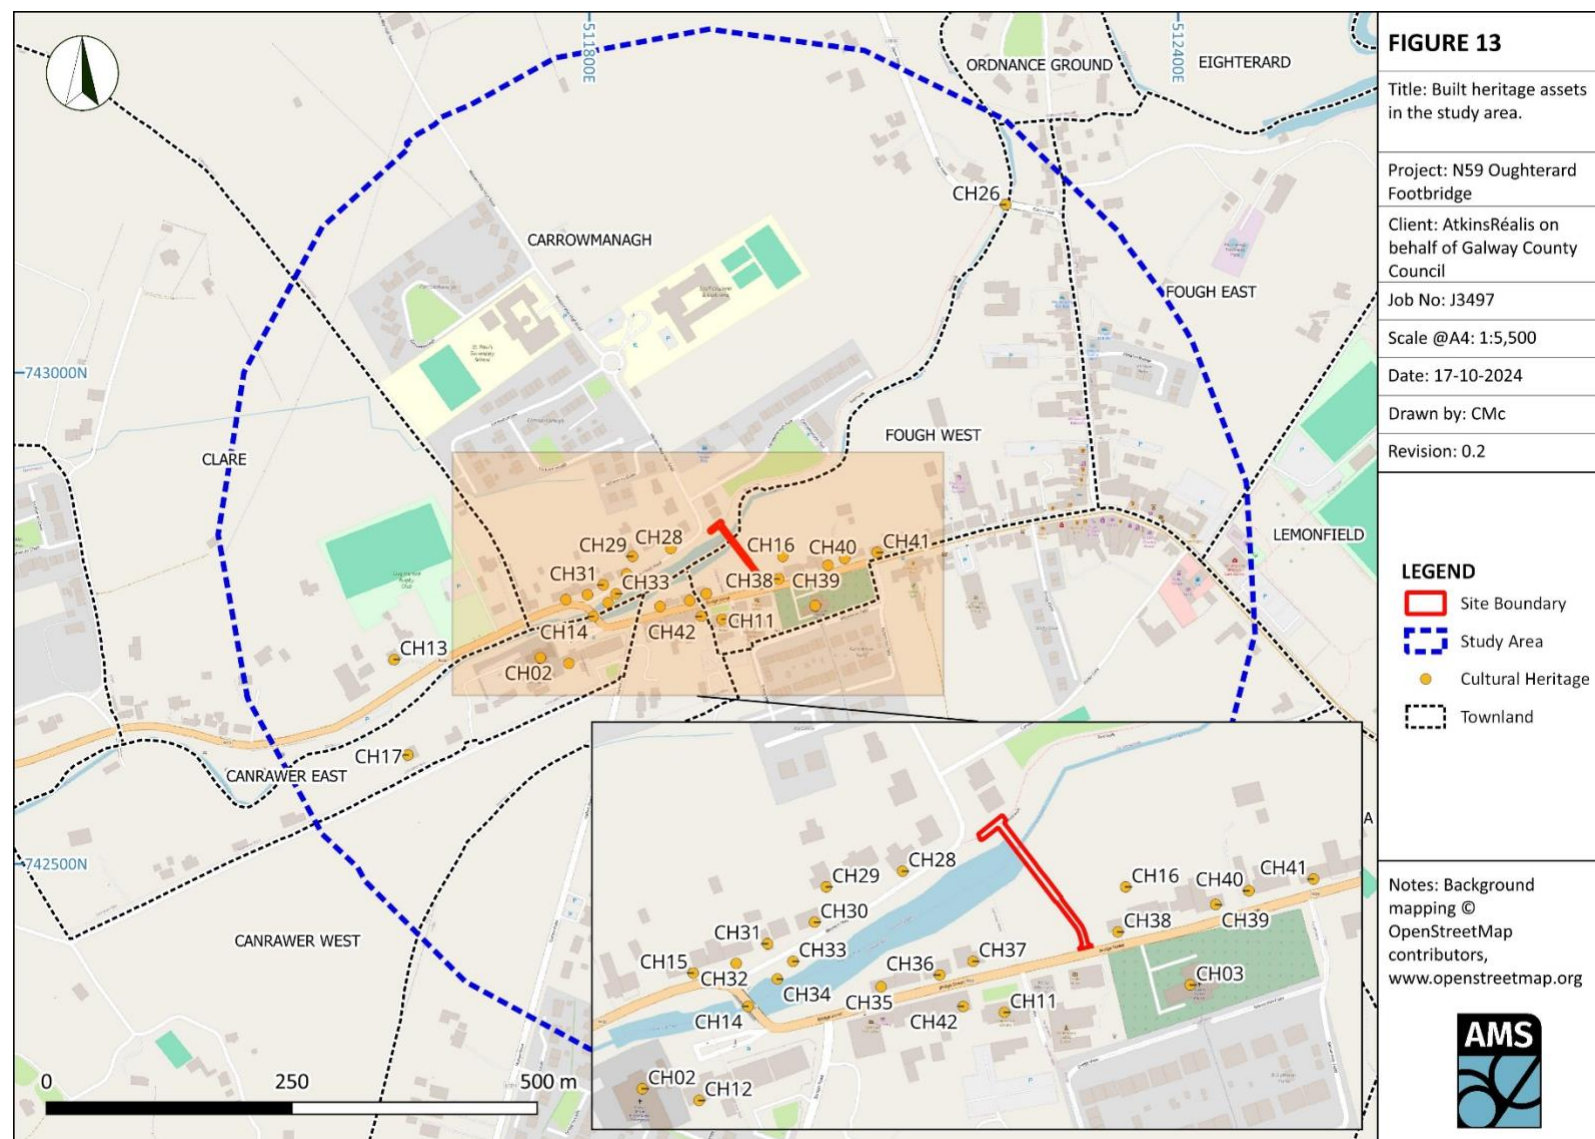 511800E
512400E
ORDNANCE GROUND
EIGHTERARD
CH26
CARROWMANAGH
FOUGH EAST
743000N
FOUGH WEST
CLARE
LEMONFIELD
CH29
CH28
CH16
CH40
CH41
CH31
CH33
CH38
CH39
CH14
CH42
CH11
CH13
CH02
CH17
CANRAWER EAST
742500N
CANRAWER WEST
A
CH28
CH29
CH16
CH40
CH41
CH30
CH39
CH31
CH38
CH33
CH37
CH15
CH36
CH32
CH03
CH34
CH35
CH14
CH42
CH11
CH02
CH12
0
250
500 m
FIGURE 13
Title: Built heritage assets
in the study area.
Project: N59 Oughterard
Footbridge
Client: AtkinsRéalis on
behalf of Galway County
Council
Job No: J3497
Scale @A4: 1:5,500
Date: 17-10-2024
Drawn by: CMc
Revision: 0.2
LEGEND
Site Boundary
Study Area
Cultural Heritage
Townland
Notes: Background
mapping ©
OpenStreetMap
contributors,
www.openstreetmap.org
AMS